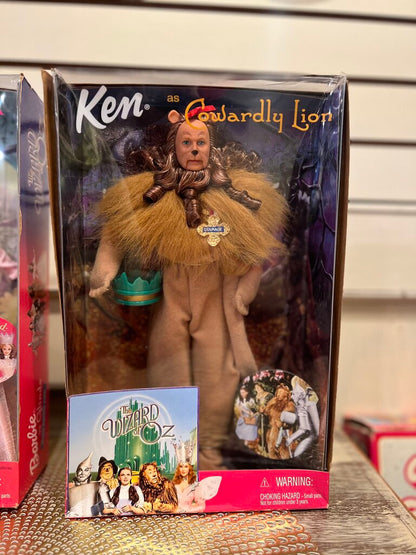 Ken® as Cowardly Lion
COURAGE
The
WIZARD
of OZ
⚠ WARNING:
CHOKING HAZARD - Small parts.
Not for children under 3 years.
Barbie